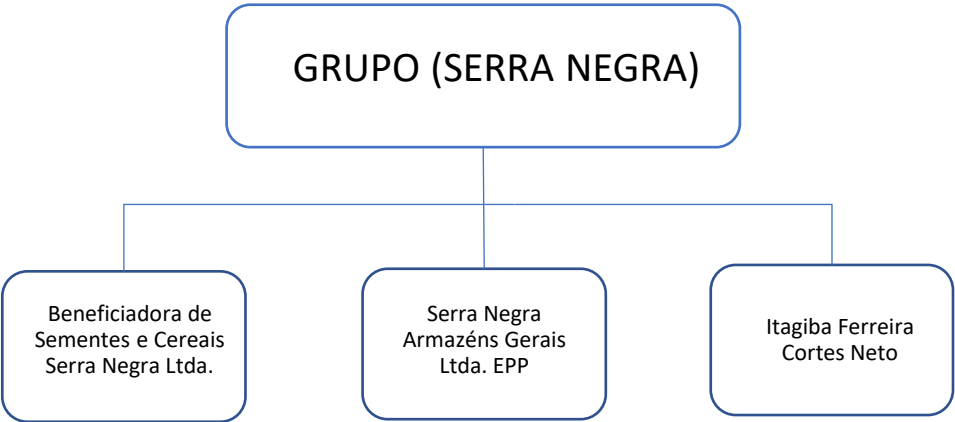 GRUPO (SERRA NEGRA)
Beneficiadora de
Sementes e Cereais
Serra Negra Ltda.
Serra Negra
Armazéns Gerais
Ltda. EPP
Itagiba Ferreira
Cortes Neto